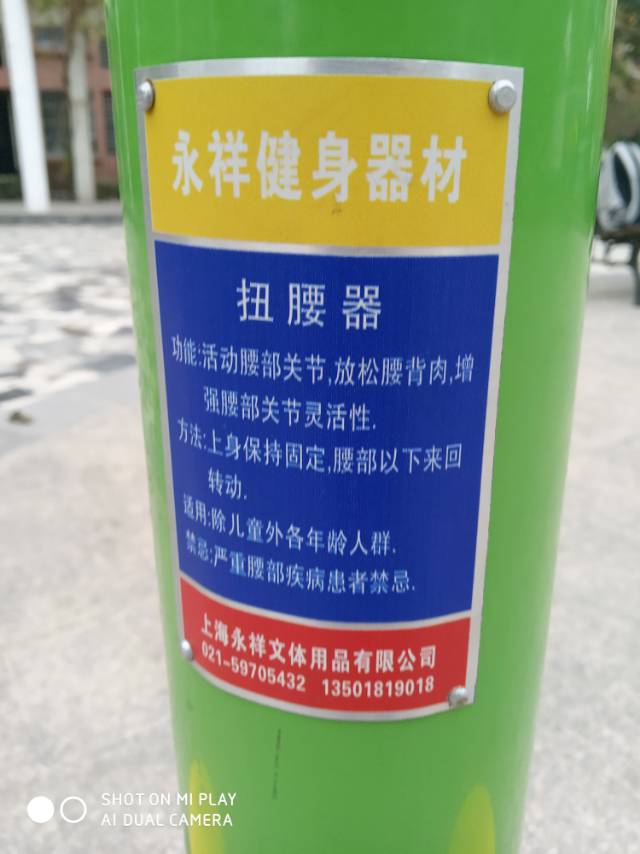 永祥健身器材
扭腰器
功能:活动腰部关节,放松腰背肉,增
强腰部关节灵活性.
方法:上身保持固定,腰部以下来回
转动.
适用:除儿童外各年龄人群.
禁忌:严重腰部疾病患者禁忌.
上海永祥文体用品有限公司
021-59705432 13501819018
SHOT ON MI PLAY
AI DUAL CAMERA